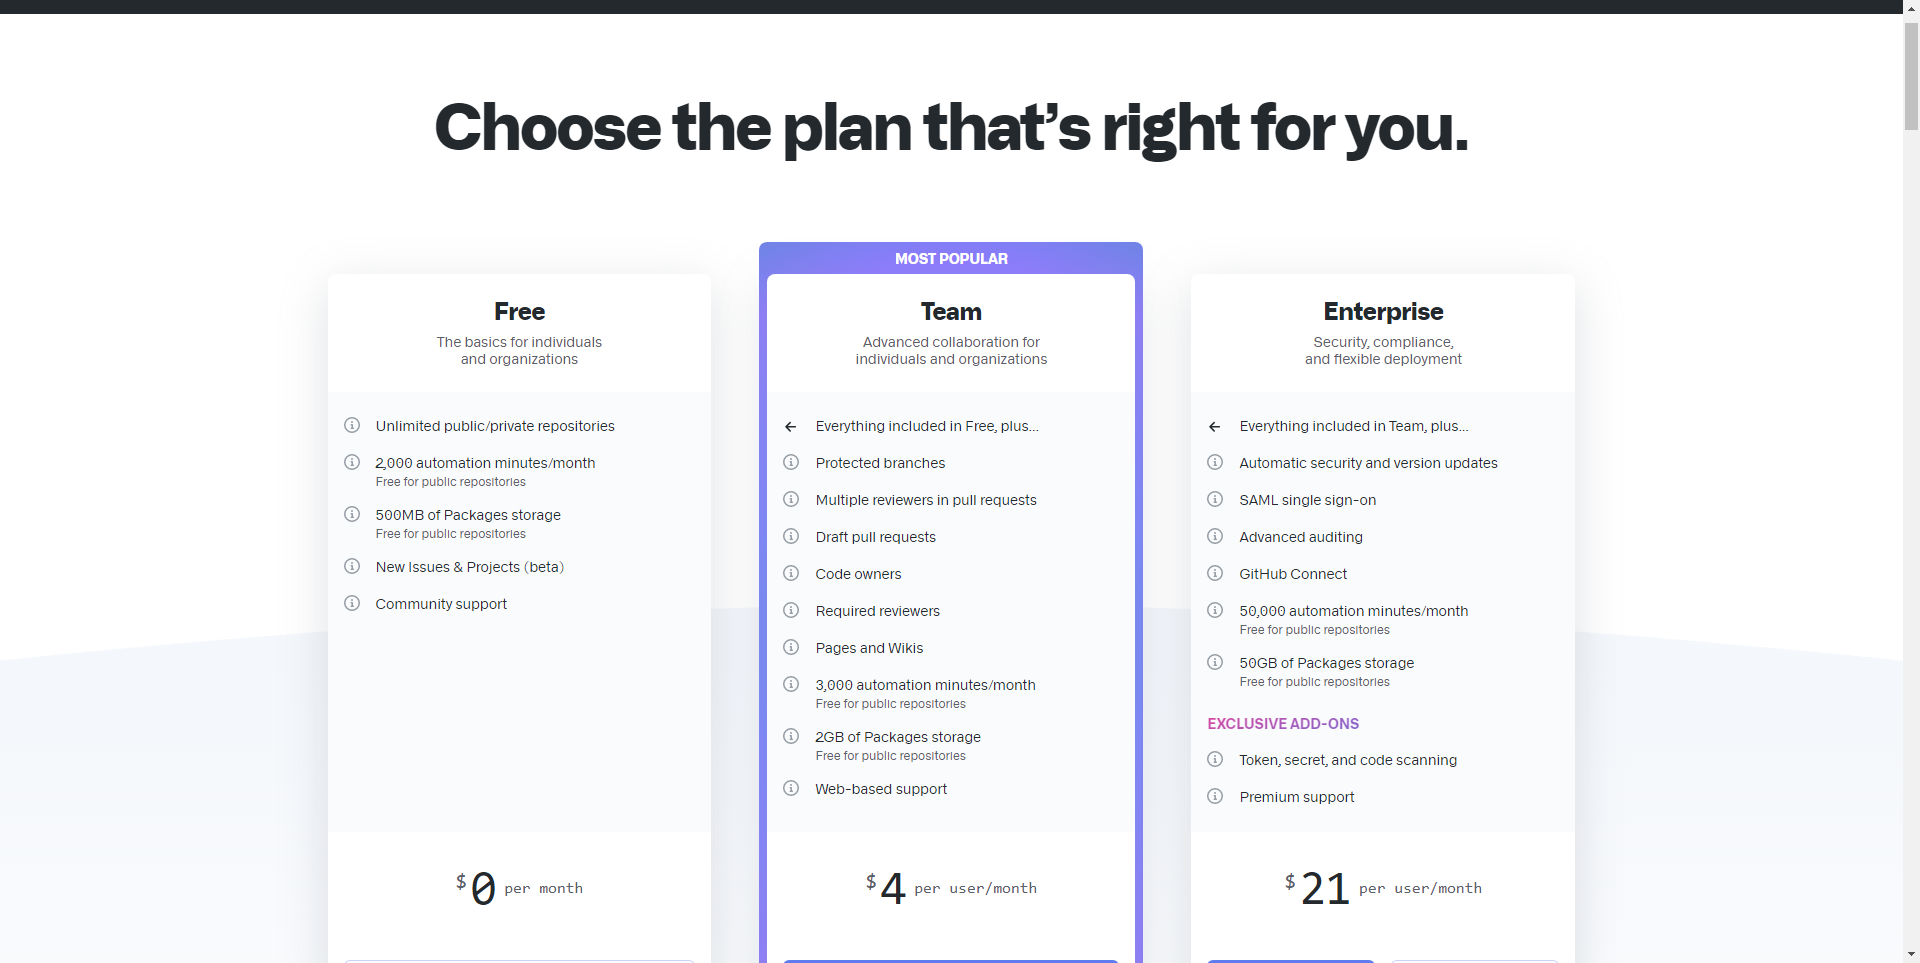 Choose the plan that’s right for you.
MOST POPULAR
Free
The basics for individuals
and organizations
Unlimited public/private repositories
2,000 automation minutes/month
Free for public repositories
500MB of Packages storage
Free for public repositories
New Issues & Projects (beta)
Community support
$0 per month
Team
Advanced collaboration for
individuals and organizations
← Everything included in Free, plus...
Protected branches
Multiple reviewers in pull requests
Draft pull requests
Code owners
Required reviewers
Pages and Wikis
3,000 automation minutes/month
Free for public repositories
2GB of Packages storage
Free for public repositories
Web-based support
$4 per user/month
Enterprise
Security, compliance,
and flexible deployment
← Everything included in Team, plus...
Automatic security and version updates
SAML single sign-on
Advanced auditing
GitHub Connect
50,000 automation minutes/month
Free for public repositories
50GB of Packages storage
Free for public repositories
EXCLUSIVE ADD-ONS
Token, secret, and code scanning
Premium support
$21 per user/month